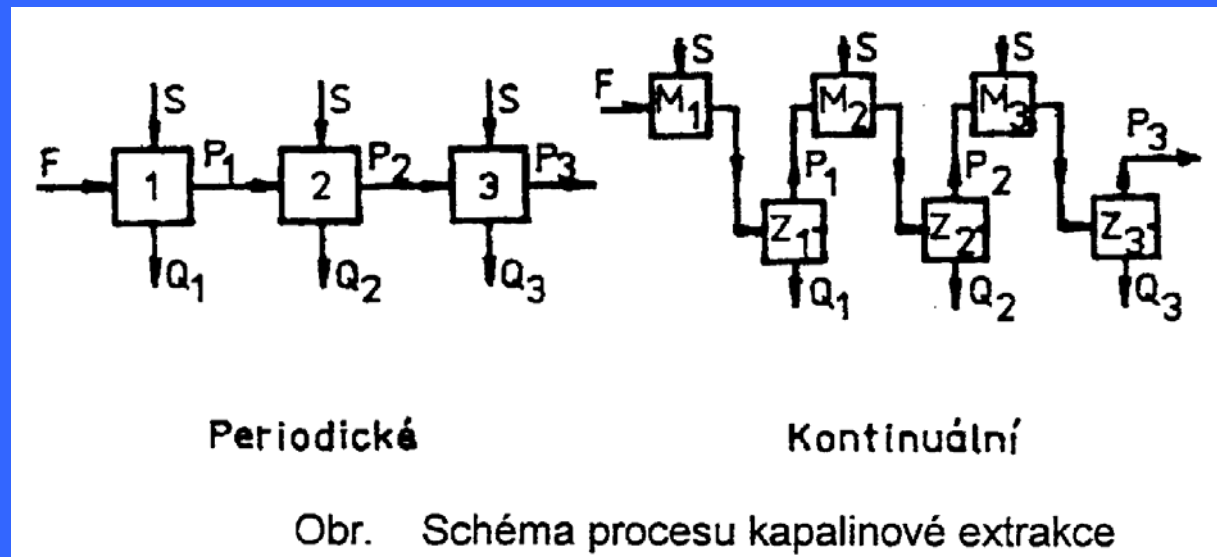 S S S
F 1 P1 2 P2 3 P3
Q1 Q2 Q3
S S S
F M1 M2 M3
P1 P2 P3
Z1 Z2 Z3
Q1 Q2 Q3
Periodické Kontinuální
Obr. Schéma procesu kapalinové extrakce